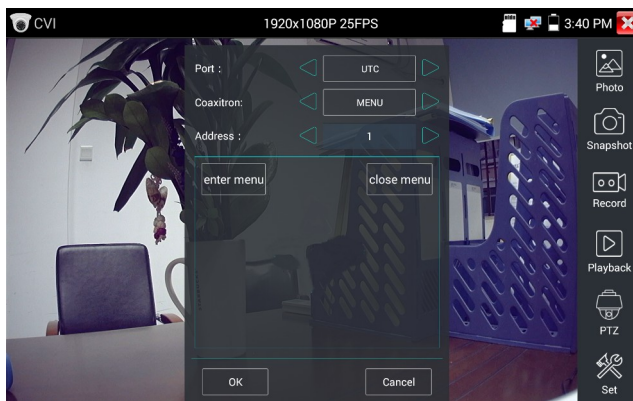 CVI 1920x1080P 25FPS 3:40 PM
Port : UTC
Coaxitron: MENU
Address : 1
enter menu close menu
OK Cancel
Photo
Snapshot
Record
Playback
PTZ
Set